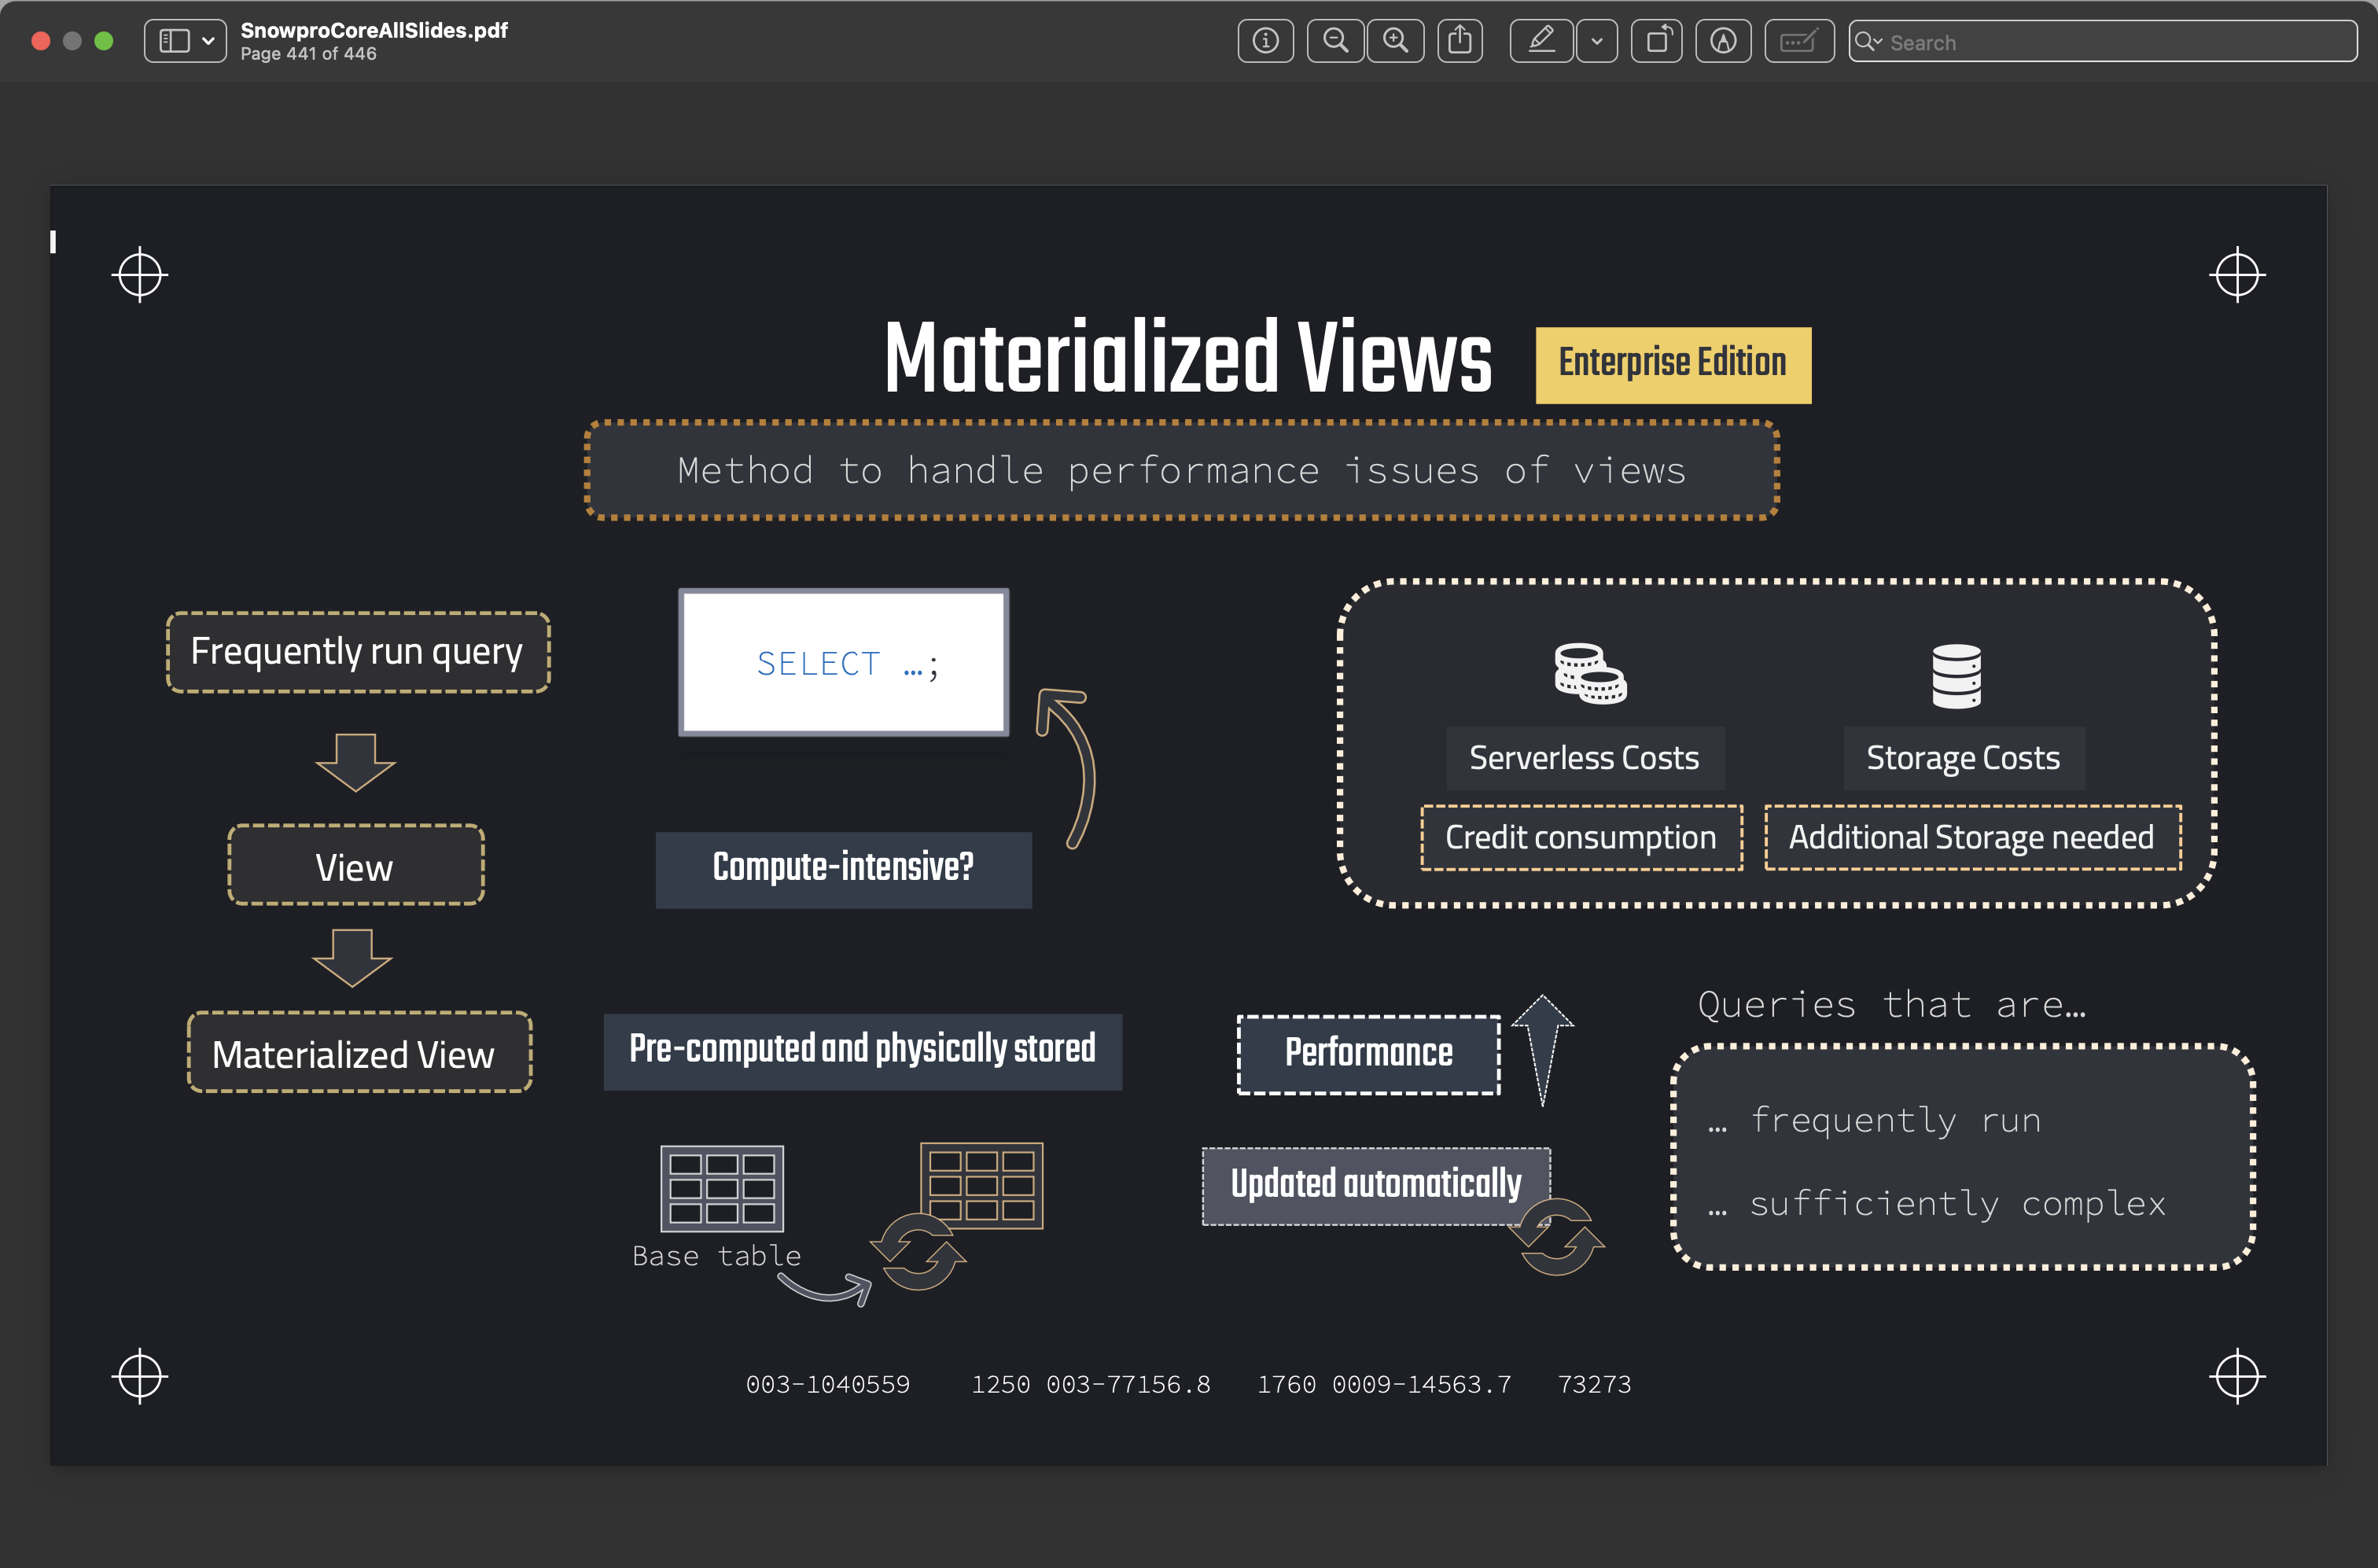 SnowproCoreAllSlides.pdf
Page 441 of 446
Search
Materialized Views
Enterprise Edition
Method to handle performance issues of views
Frequently run query
View
Materialized View
SELECT …;
Compute-intensive?
Pre-computed and physically stored
Base table
Serverless Costs
Storage Costs
Credit consumption
Additional Storage needed
Performance
Updated automatically
Queries that are…
… frequently run
… sufficiently complex
003-1040559 1250 003-77156.8 1760 0009-14563.7 73273